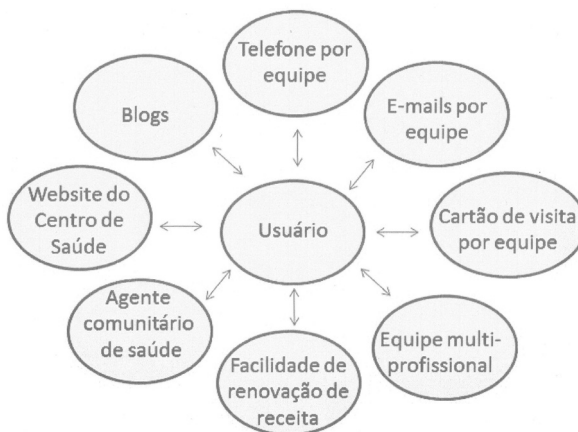 Telefone por
equipe
Blogs
E-mails por
equipe
Website do
Centro de
Saúde
Usuário
Cartão de visita
por equipe
Agente
comunitário
de saúde
Facilidade de
renovação de
receita
Equipe multi-
profissional